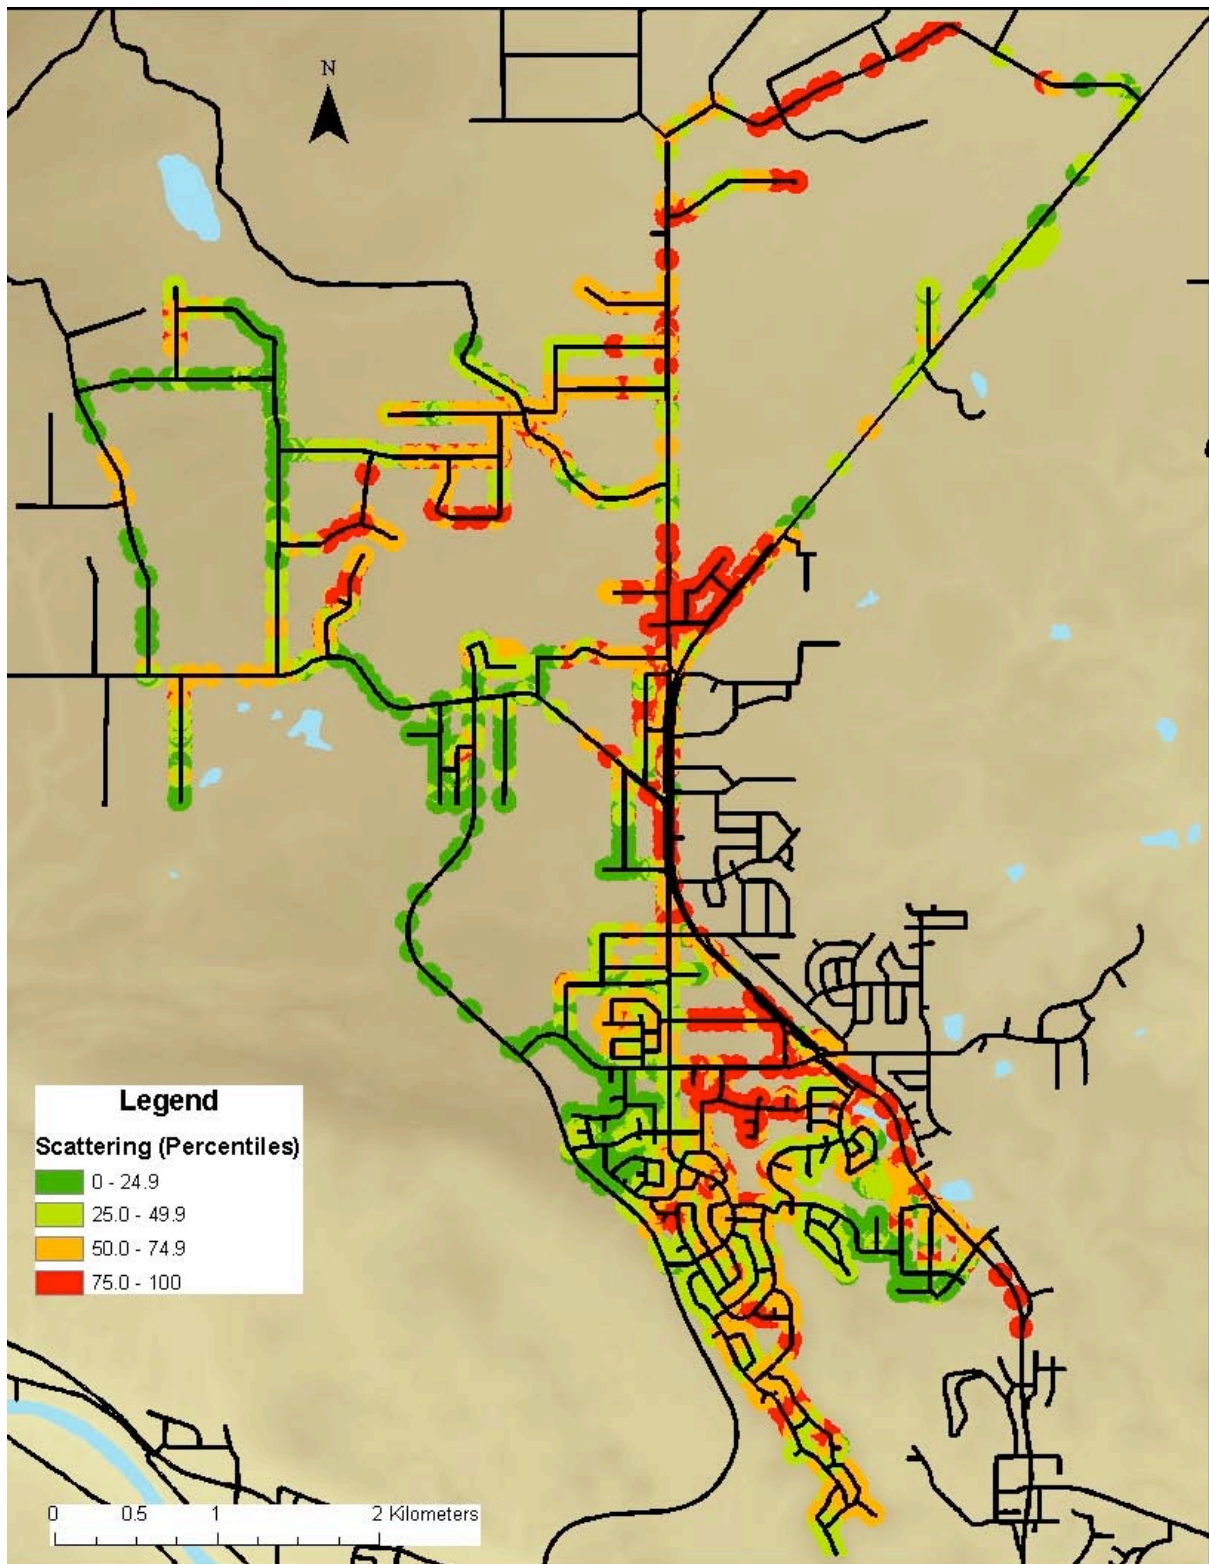 N
Legend
Scattering (Percentiles)
0 - 24.9
25.0 - 49.9
50.0 - 74.9
75.0 - 100
0 0.5 1 2 Kilometers